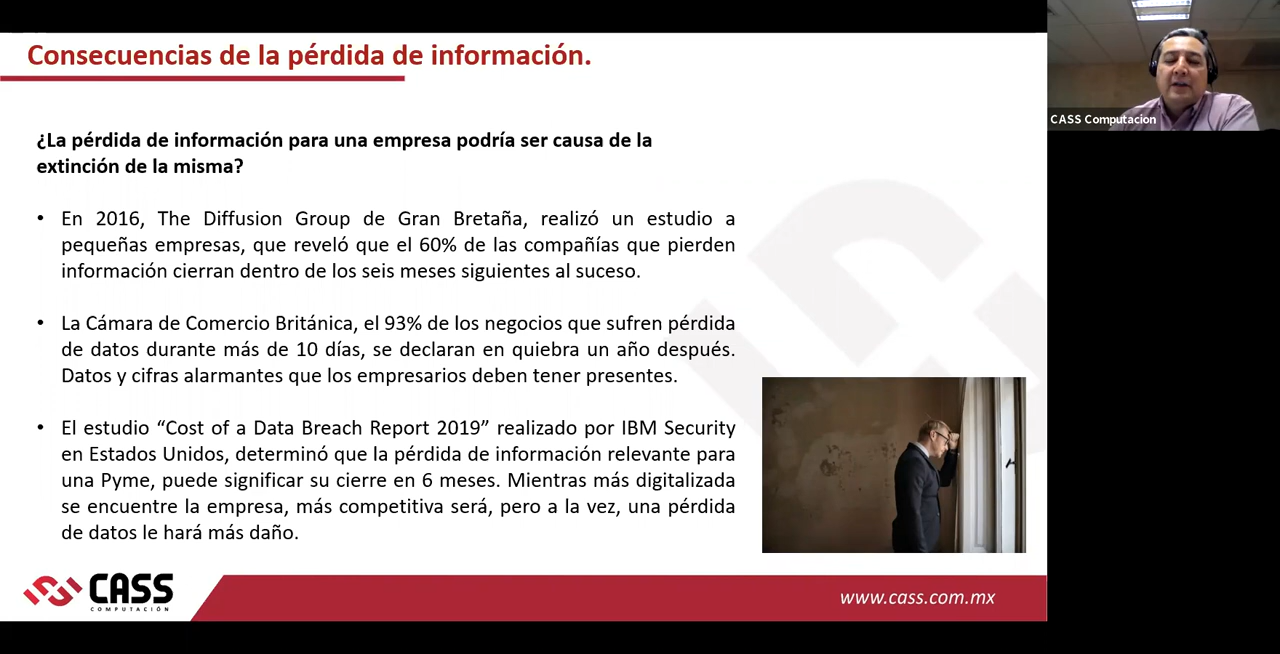 Consecuencias de la pérdida de información.
¿La pérdida de información para una empresa podría ser causa de la
extinción de la misma?
• En 2016, The Diffusion Group de Gran Bretaña, realizó un estudio a
pequeñas empresas, que reveló que el 60% de las compañías que pierden
información cierran dentro de los seis meses siguientes al suceso.
• La Cámara de Comercio Británica, el 93% de los negocios que sufren pérdida
de datos durante más de 10 días, se declaran en quiebra un año después.
Datos y cifras alarmantes que los empresarios deben tener presentes.
• El estudio “Cost of a Data Breach Report 2019” realizado por IBM Security
en Estados Unidos, determinó que la pérdida de información relevante para
una Pyme, puede significar su cierre en 6 meses. Mientras más digitalizada
se encuentre la empresa, más competitiva será, pero a la vez, una pérdida
de datos le hará más daño.
CASS
COMPUTACIÓN
www.cass.com.mx
CASS Computacion